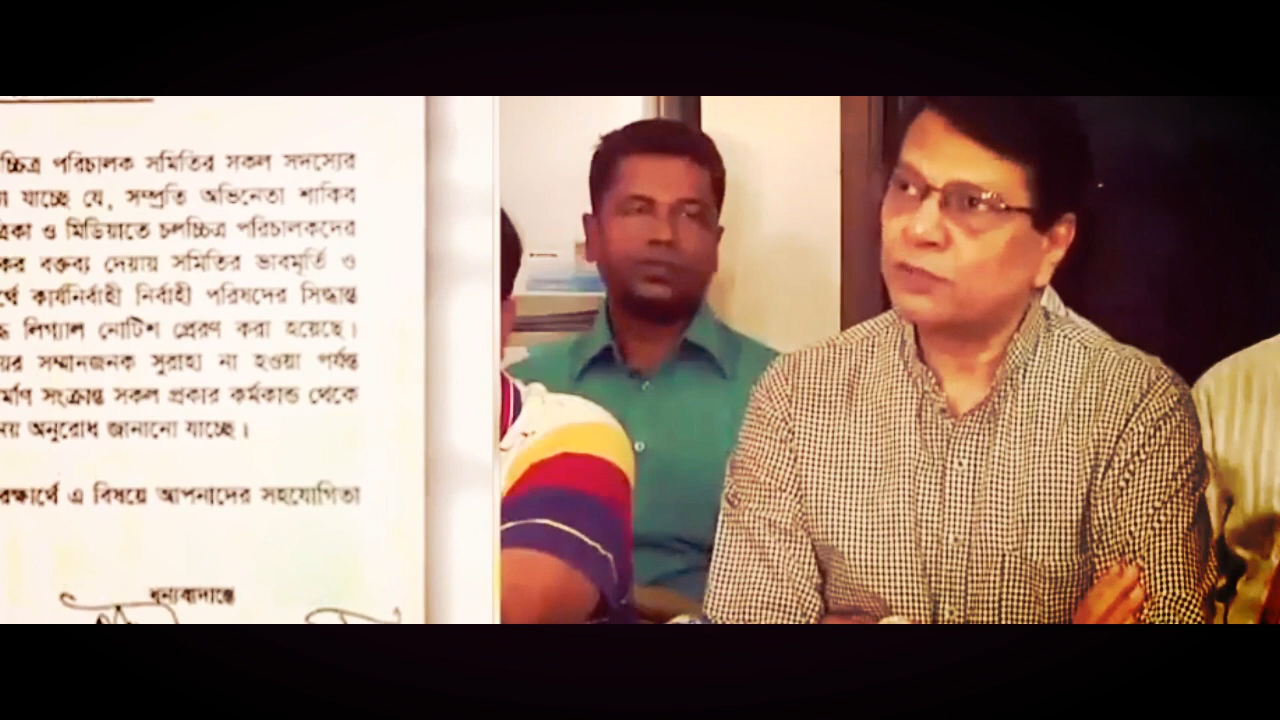 চ্চিত্র পরিচালক সমিতির সকল সদস্যের
যাচ্ছে যে, সম্প্রতি অভিনেতা শাকিব
ত্রিকা ও মিডিয়াতে চলচ্চিত্র পরিচালকদের
কর বক্তব্য দেয়ায় সমিতির ভাবমূর্তি ও
র্থে কার্যনির্বাহী নির্বাহী পরিষদের সিদ্ধান্ত
দ্ধ লিগ্যাল নোটিশ প্রেরণ করা হয়েছে।
য়ের সম্মানজনক সুরাহা না হওয়া পর্যন্ত
র্মাণ সংক্রান্ত সকল প্রকার কর্মকান্ড থেকে
নয় অনুরোধ জানানো যাচ্ছে।
রক্ষার্থে এ বিষয়ে আপনাদের সহযোগিতা
ধন্যবাদান্তে